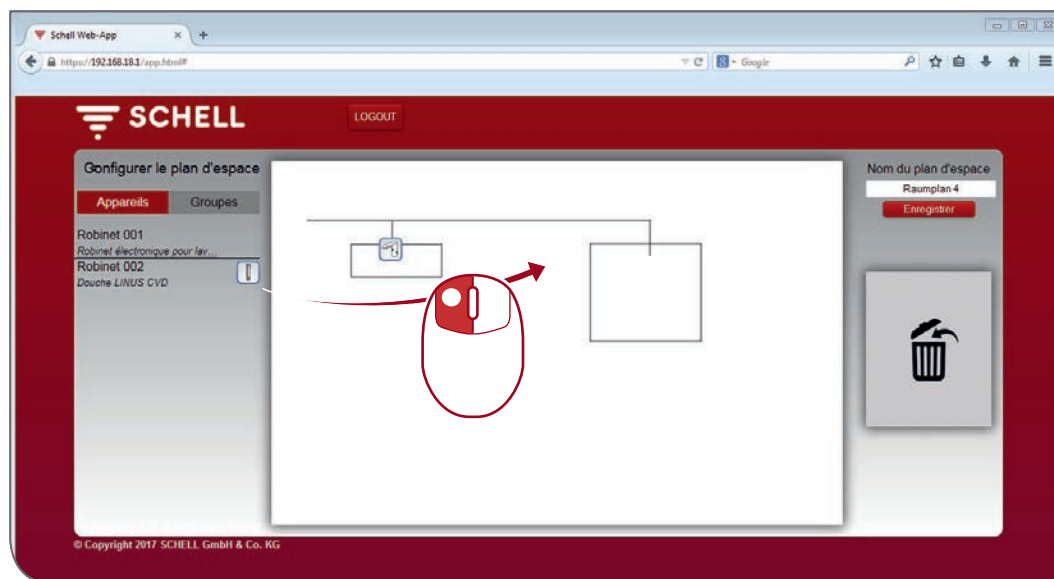 Schell Web-App
https://192.168.18.1/app.html#
Google
SCHELL
LOGOUT
Configurer le plan d'espace
Appareils
Groupes
Robinet 001
Robinet électronique pour lav...
Robinet 002
Douche LINUS CVD
Nom du plan d'espace
Raumplan 4
Enregistrer
© Copyright 2017 SCHELL GmbH & Co. KG